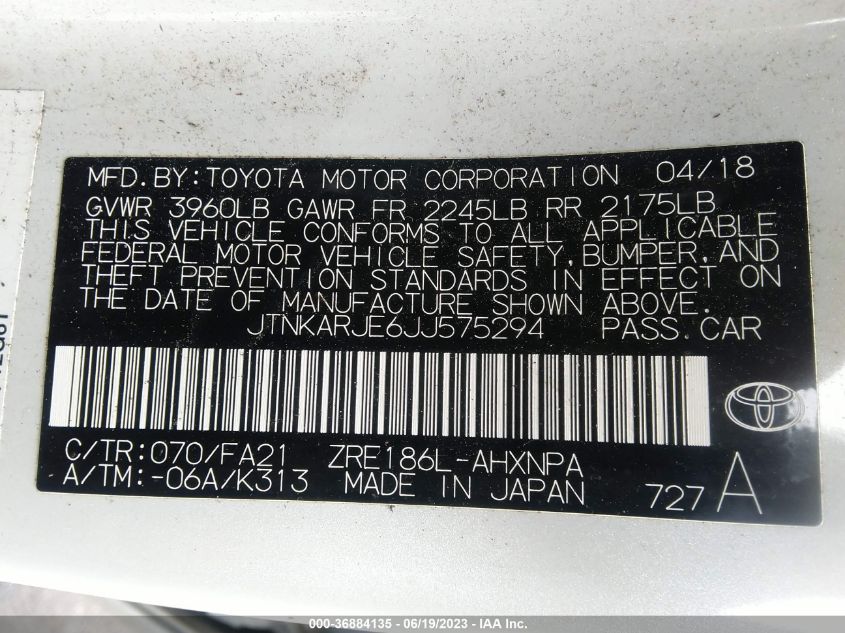 MFD.BY:TOYOTA MOTOR CORPORATION 04/18
GVWR 3960LB GAWR FR 2245LB RR 2175LB
THIS VEHICLE CONFORMS TO ALL APPLICABLE
FEDERAL MOTOR VEHICLE SAFETY,BUMPER,AND
THEFT PREVENTION STANDARDS IN EFFECT ON
THE DATE OF MANUFACTURE SHOWN ABOVE.
JTNKARJE6JJ575294 PASS.CAR
C/TR:070/FA21 ZRE186L-AHXNPA
A/TM:-06A/K313 MADE IN JAPAN 727 A
000-36884135 - 06/19/2023 - IAA Inc.